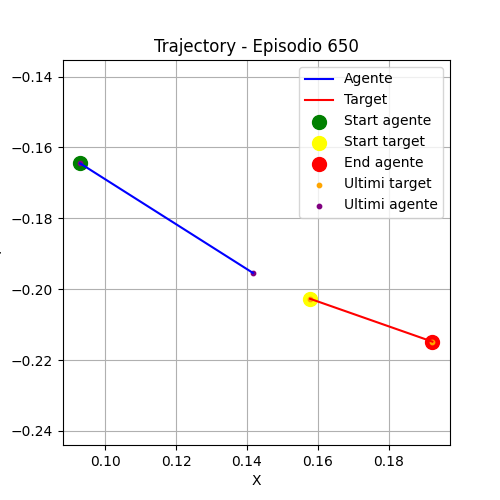 Trajectory - Episodio 650
−0.14
−0.16
−0.18
−0.20
−0.22
−0.24
Agente
Target
Start agente
Start target
End agente
Ultimi target
Ultimi agente
0.10 0.12 0.14 0.16 0.18
X